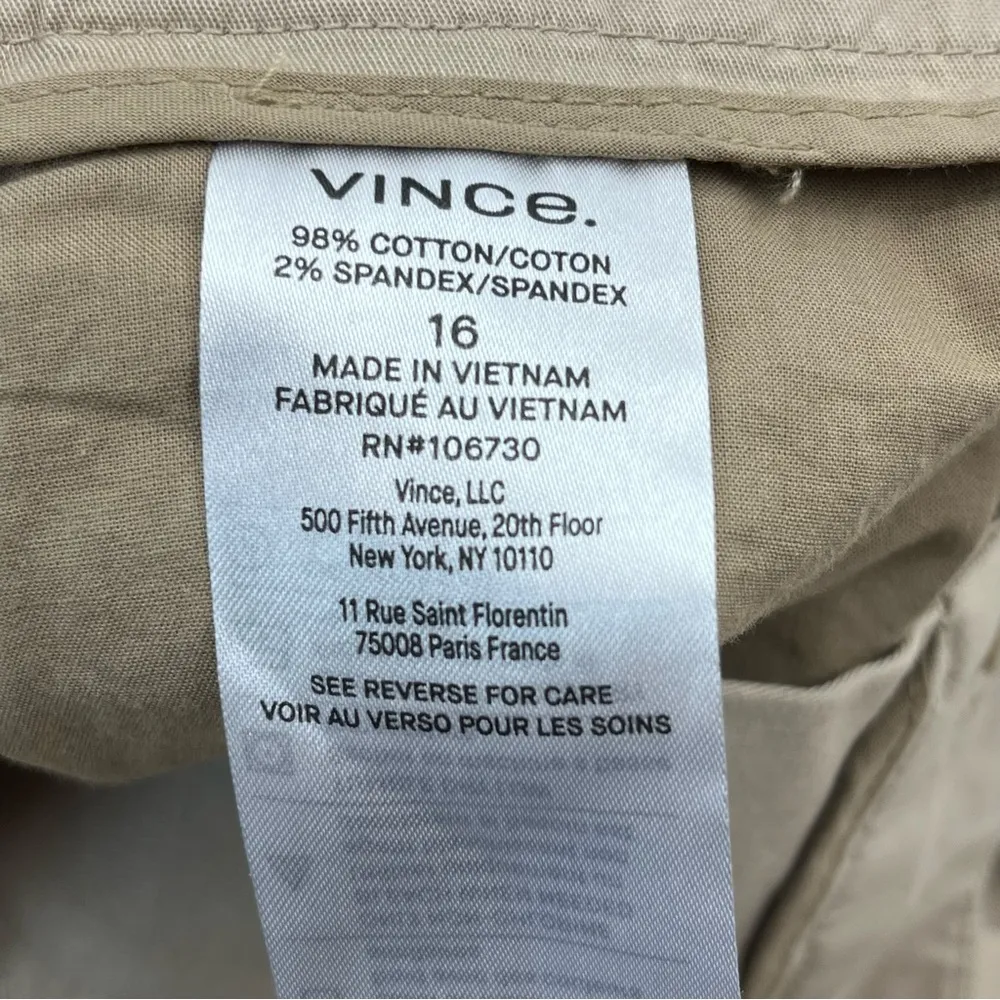 VINCe.
98% COTTON/COTON
2% SPANDEX/SPANDEX
16
MADE IN VIETNAM
FABRIQUÉ AU VIETNAM
RN#106730
Vince, LLC
500 Fifth Avenue, 20th Floor
New York, NY 10110
11 Rue Saint Florentin
75008 Paris France
SEE REVERSE FOR CARE
VOIR AU VERSO POUR LES SOINS